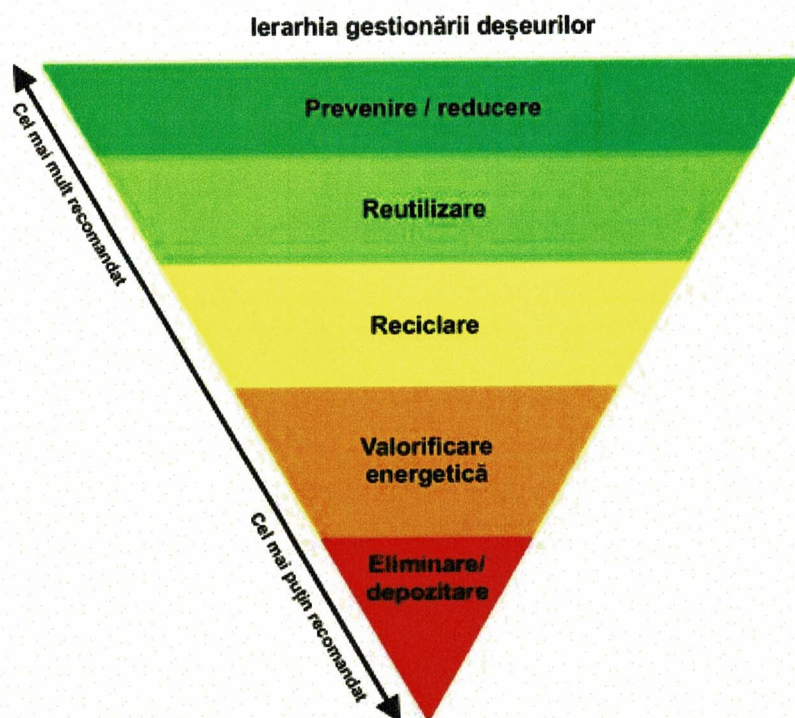 Ierarhia gestionării deșeurilor
Prevenire / reducere
Cel mai mult recomandat
Reutilizare
Reciclare
Valorificare
energetică
Cel mai puțin recomandat
Eliminare/
depozitare